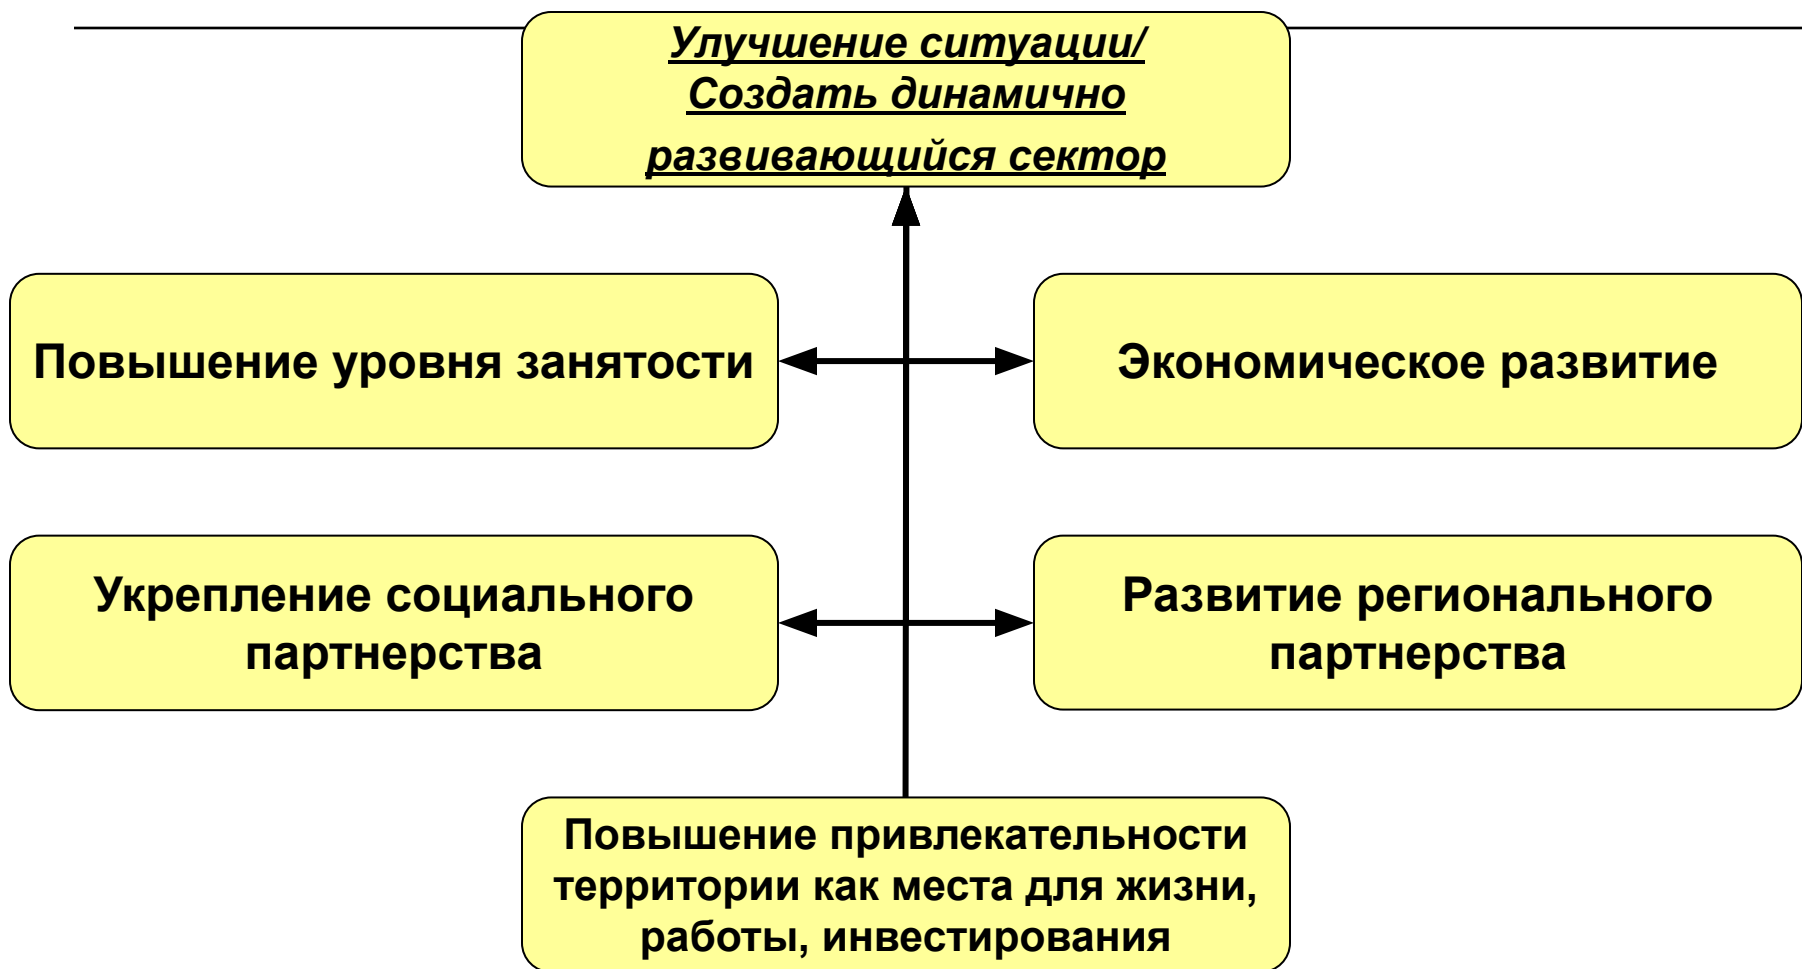 Улучшение ситуации/
Создать динамично
развивающийся сектор
Повышение уровня занятости
Экономическое развитие
Укрепление социального
партнерства
Развитие регионального
партнерства
Повышение привлекательности
территории как места для жизни,
работы, инвестирования